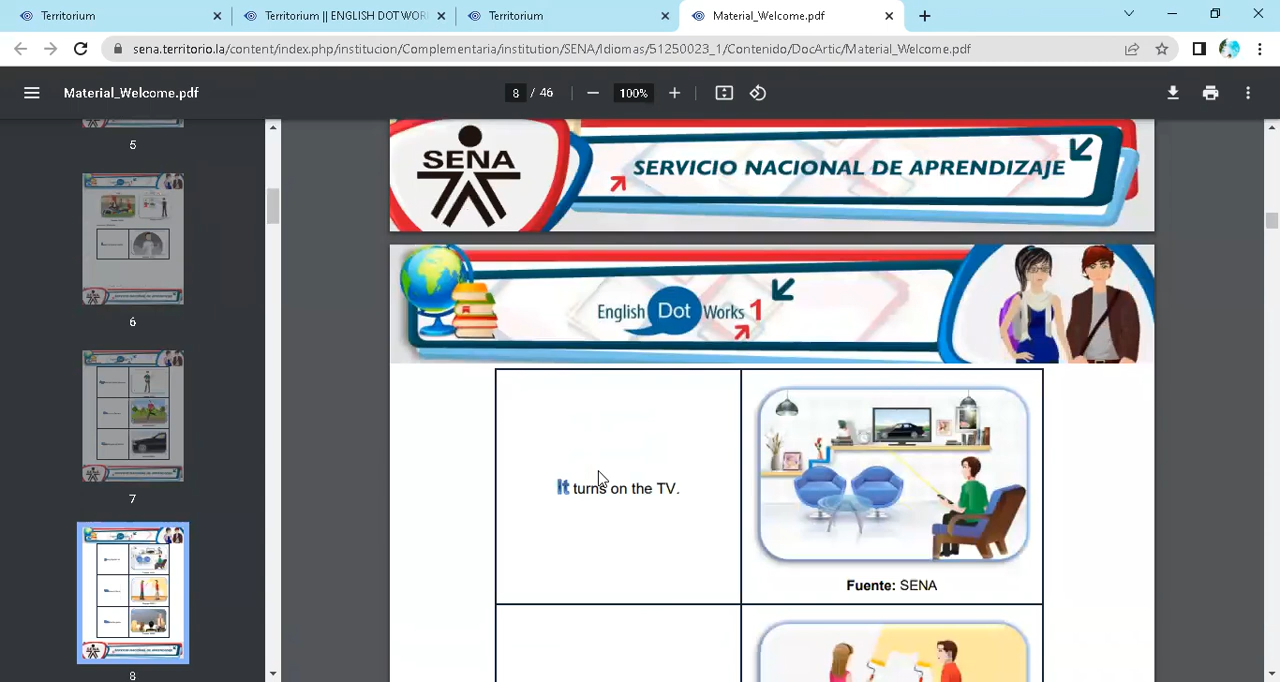 Territorium
Territorium || ENGLISH DOT WOR
Territorium
Material_Welcome.pdf
sena.territorio.la/content/index.php/institucion/Complementaria/institution/SENA/Idiomas/51250023_1/Contenido/DocArtic/Material_Welcome.pdf
Material_Welcome.pdf
8 / 46
100%
5
6
7
8
SENA
SERVICIO NACIONAL DE APRENDIZAJE
English Dot Works 1
It turns on the TV.
Fuente: SENA